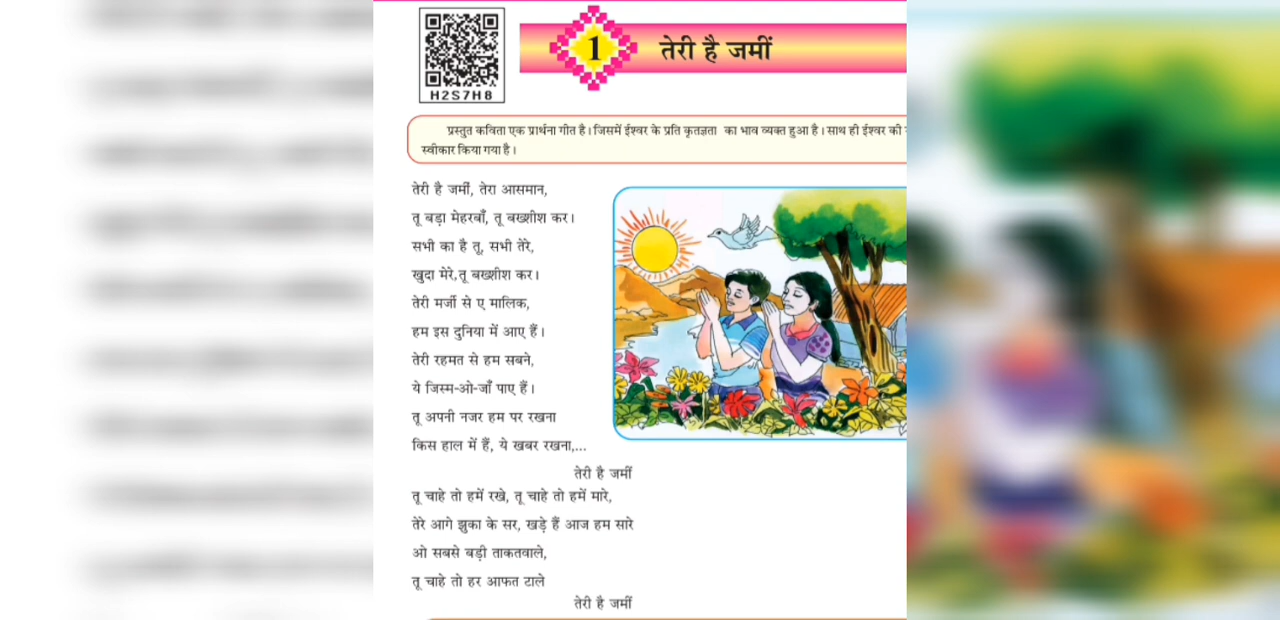 H2S7H8
1
तेरी है जमीं
प्रस्तुत कविता एक प्रार्थना गीत है। जिसमें ईश्वर के प्रति कृतज्ञता का भाव व्यक्त हुआ है। साथ ही ईश्वर की
स्वीकार किया गया है।
तेरी है जमीं, तेरा आसमान,
तू बड़ा मेहरबाँ, तू बख्शीश कर।
सभी का है तू, सभी तेरे,
खुदा मेरे,तू बख्शीश कर।
तेरी मर्जी से ए मालिक,
हम इस दुनिया में आए हैं।
तेरी रहमत से हम सबने,
ये जिस्म-ओ-जाँ पाए हैं।
तू अपनी नजर हम पर रखना
किस हाल में हैं, ये खबर रखना,...
तेरी है जमीं
तू चाहे तो हमें रखे, तू चाहे तो हमें मारे,
तेरे आगे झुका के सर, खड़े हैं आज हम सारे
ओ सबसे बड़ी ताकतवाले,
तू चाहे तो हर आफत टाले
तेरी है जमीं